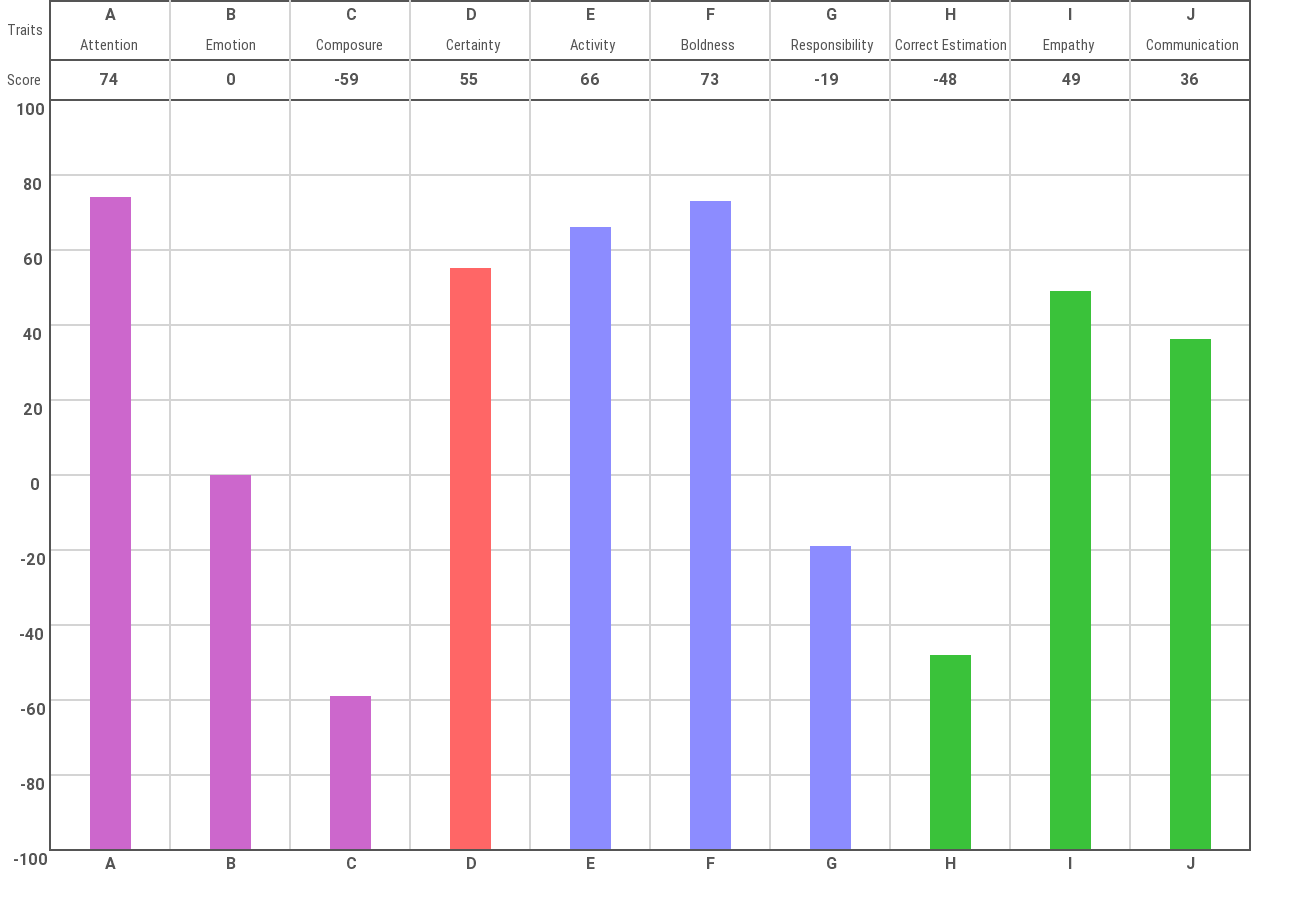 Traits A B C D E F G H I J
Attention Emotion Composure Certainty Activity Boldness Responsibility Correct Estimation Empathy Communication
Score 74 0 -59 55 66 73 -19 -48 49 36
100
80
60
40
20
0
-20
-40
-60
-80
-100
A B C D E F G H I J